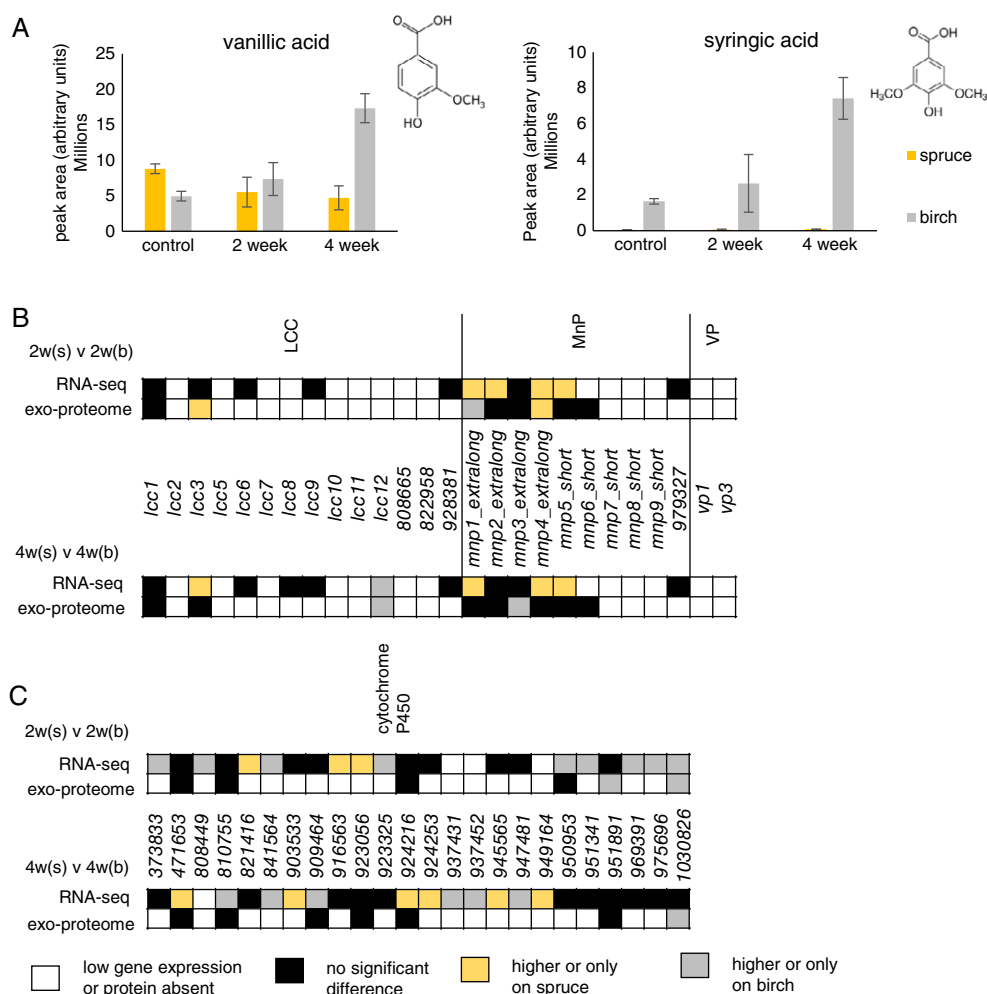 A
vanillic acid
peak area (arbitrary units)
Millions
25
20
15
10
5
0
control
2 week
4 week
O
OH
OCH3
HO
syringic acid
Peak area (arbitrary units)
Millions
10
8
6
4
2
0
control
2 week
4 week
O
OH
H3CO
OCH3
OH
spruce
birch
B
LCC
MnP
VP
2w(s) v 2w(b)
RNA-seq
exo-proteome
lcc1
lcc2
lcc3
lcc5
lcc6
lcc7
lcc8
lcc9
lcc10
lcc11
lcc12
808665
822958
928381
mnp1_extralong
mnp2_extralong
mnp3_extralong
mnp4_extralong
mnp5_short
mnp6_short
mnp7_short
mnp8_short
mnp9_short
979327
vp1
vp3
4w(s) v 4w(b)
RNA-seq
exo-proteome
C
cytochrome
P450
2w(s) v 2w(b)
RNA-seq
exo-proteome
373833
471653
808449
810755
821416
841564
903533
909464
916563
923056
923325
924216
924253
937431
937452
945565
947481
949164
950953
951341
951891
969391
975696
1030826
4w(s) v 4w(b)
RNA-seq
exo-proteome
low gene expression
or protein absent
no significant
difference
higher or only
on spruce
higher or only
on birch